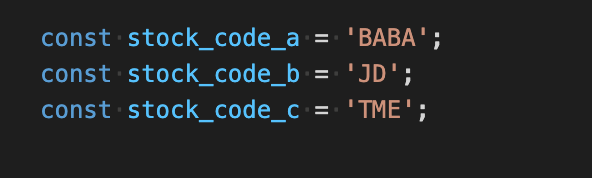 const stock_code_a = 'BABA';
const stock_code_b = 'JD';
const stock_code_c = 'TME';